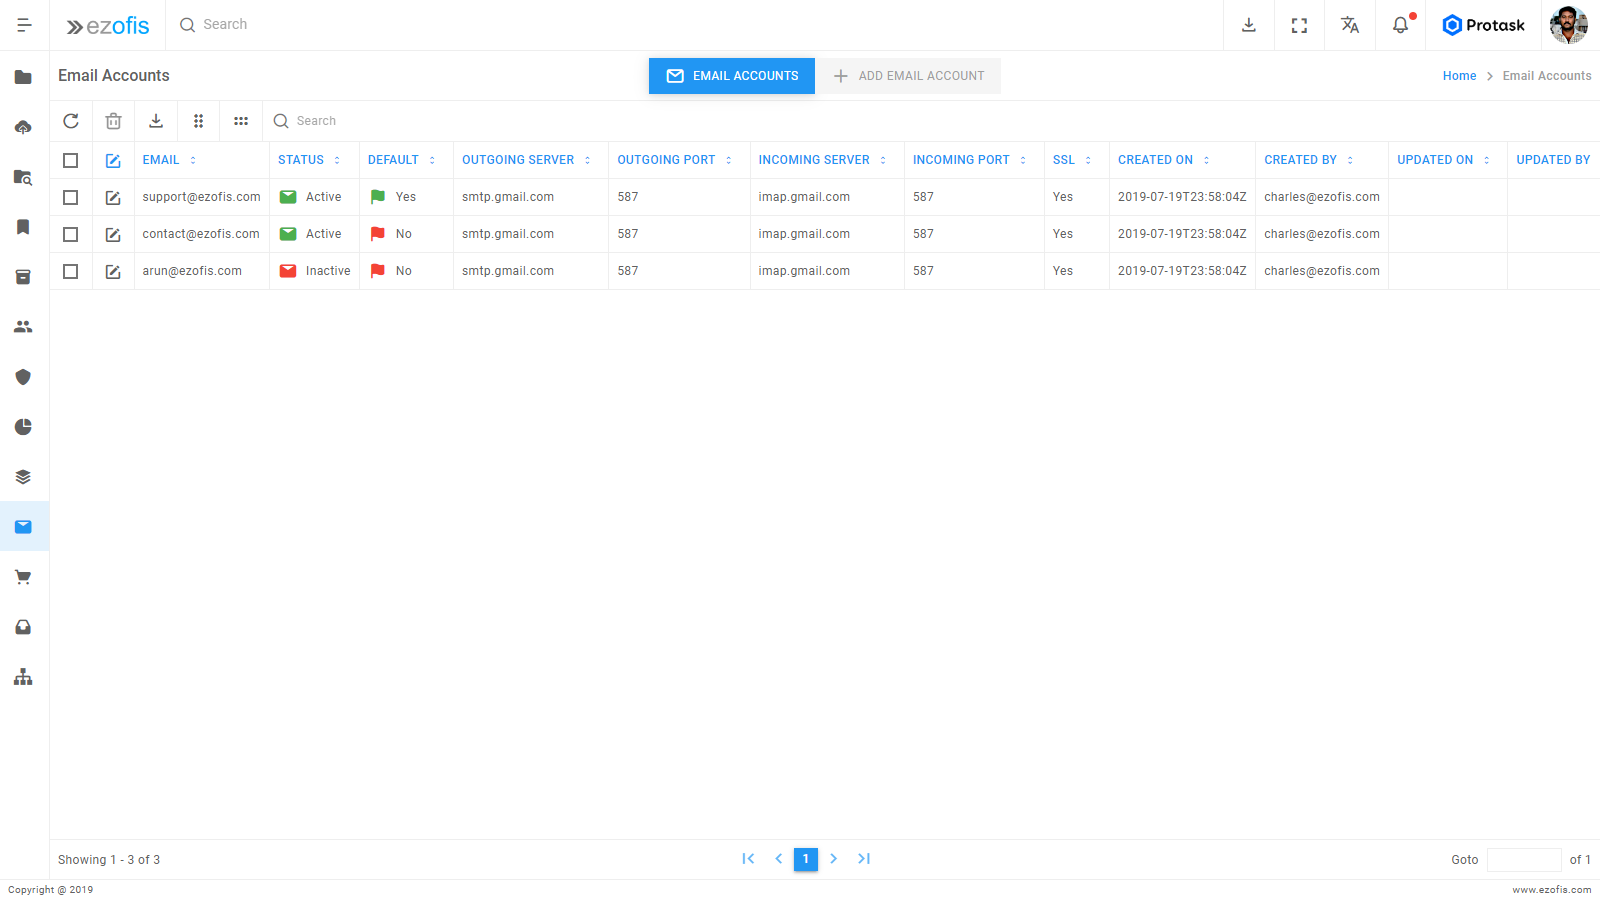 ezofis Search Protask
Email Accounts EMAIL ACCOUNTS ADD EMAIL ACCOUNT Home > Email Accounts
Search
EMAIL STATUS DEFAULT OUTGOING SERVER OUTGOING PORT INCOMING SERVER INCOMING PORT SSL CREATED ON CREATED BY UPDATED ON UPDATED BY
support@ezofis.com Active Yes smtp.gmail.com 587 imap.gmail.com 587 Yes 2019-07-19T23:58:04Z charles@ezofis.com
contact@ezofis.com Active No smtp.gmail.com 587 imap.gmail.com 587 Yes 2019-07-19T23:58:04Z charles@ezofis.com
arun@ezofis.com Inactive No smtp.gmail.com 587 imap.gmail.com 587 Yes 2019-07-19T23:58:04Z charles@ezofis.com
Showing 1 - 3 of 3 1 Goto of 1
Copyright @ 2019 www.ezofis.com